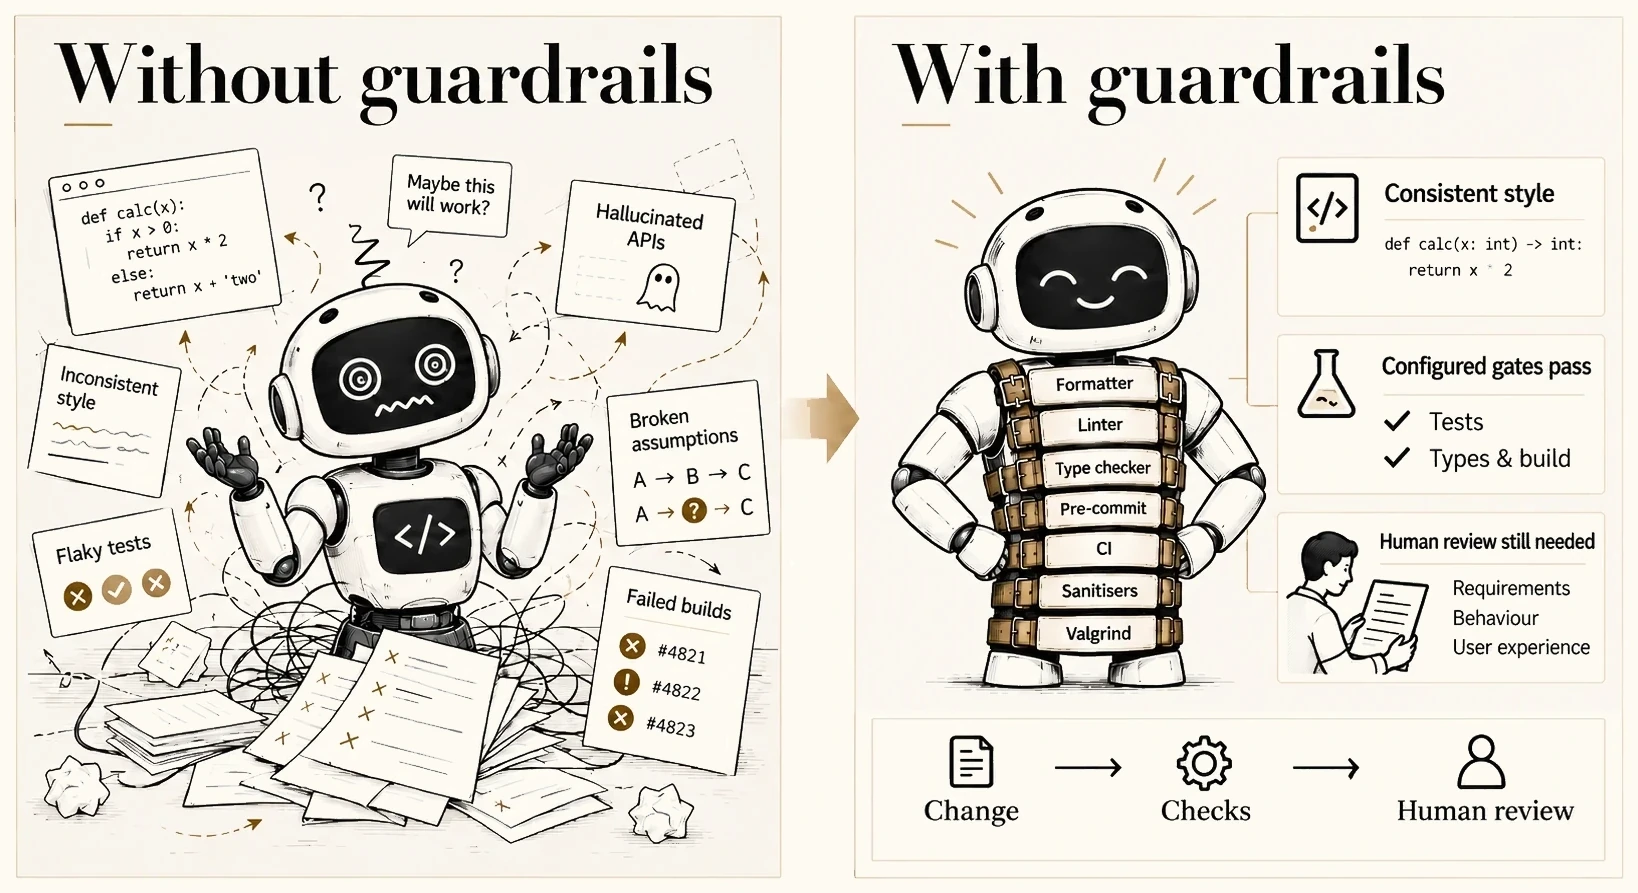 Without guardrails
def calc(x):
if x > 0:
return x * 2
else:
return x + 'two'
?
Maybe this
will work?
?
Hallucinated
APIs
Inconsistent
style
</>
Broken
assumptions
A → B → C
A → ? → C
Flaky tests
Failed builds
#4821
! #4822
#4823
With guardrails
Formatter
Linter
Type checker
Pre-commit
CI
Sanitisers
Valgrind
</>
Consistent style
def calc(x: int) -> int:
return x 2
Configured gates pass
Tests
Types & build
Human review still needed
Requirements
Behaviour
User experience
Change
Checks
Human review